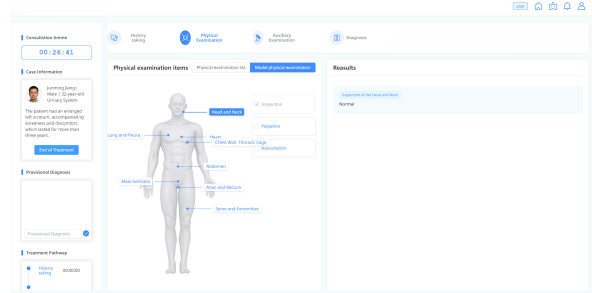 Consultation time
00:26:41
Case Information
Junming Jiang|
Male | 32-year-old
Urinary System|
The patient had an enlarged
left scrotum, accompanied by
soreness and discomfort,
which lasted for more than
three years.
End of Treatment
Provisional Diagnosis
Provisional Diagnosis
Treatment Pathway
History
taking
00:00:00
History
taking
Physical
Examination
Auxiliary
Examination
Diagnosis
Physical examination items
Physical examination list
Model physical examination
Inspection
Head and Neck
Palpation
Lung and Pleura
Heart
Chest Wall, Thoracic Cage
Auscultation
Abdomen
Male Genitalia
Anus and Rectum
Spine and Extremities
Reasults
Inspection of the Head and Neck
Normal